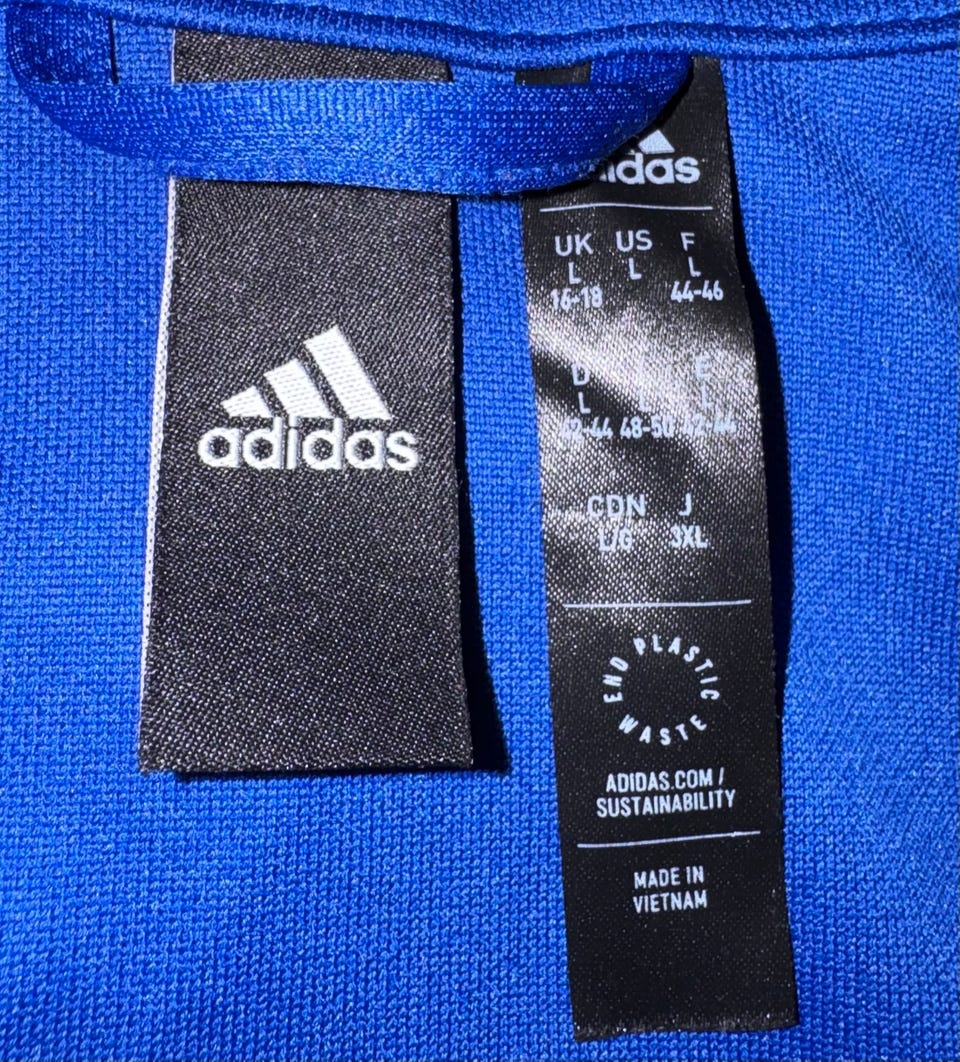 adidas
adidas
UK US F
L L L
16-18 44-46
D E
L L
42-44 48-50 42-44
CDN J
L/G 3XL
END PLASTIC WASTE
ADIDAS.COM/
SUSTAINABILITY
MADE IN
VIETNAM